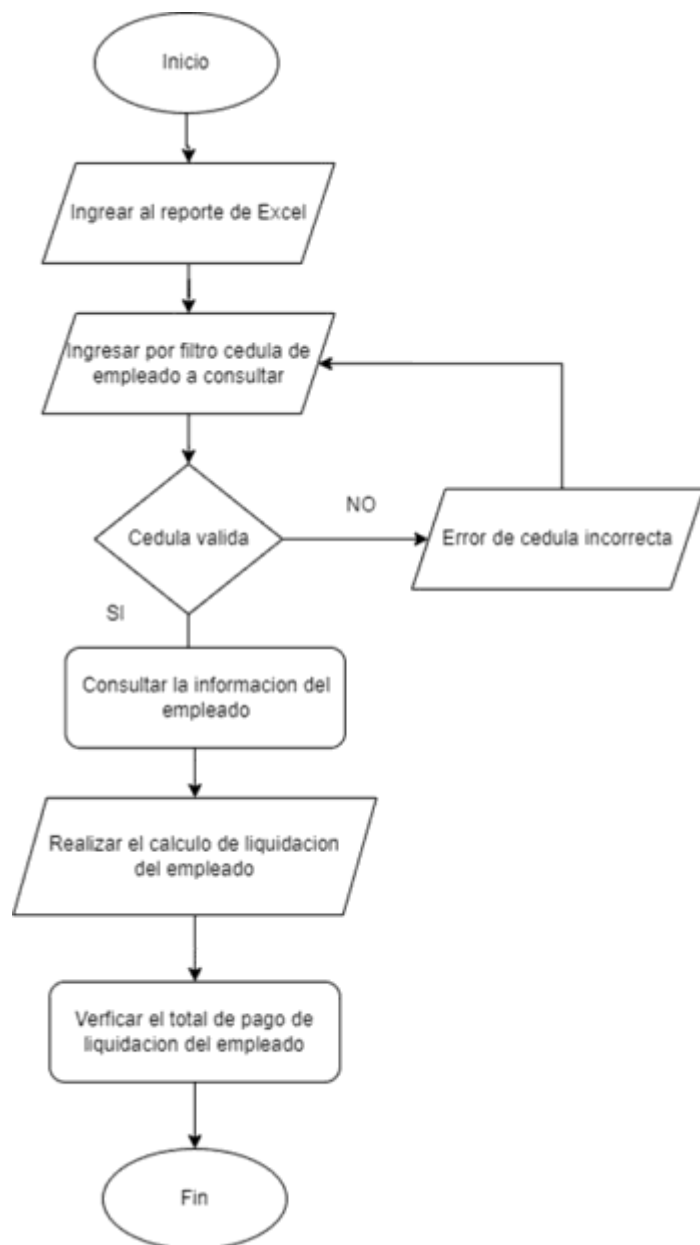 Inicio
Ingrear al reporte de Excel
Ingresar por filtro cedula de
empleado a consultar
Cedula valida
NO
Error de cedula incorrecta
SI
Consultar la informacion del
empleado
Realizar el calculo de liquidacion
del empleado
Verficar el total de pago de
liquidacion del empleado
Fin